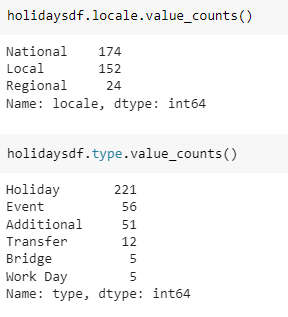 holidaysdf.locale.value_counts()
National    174
Local       152
Regional     24
Name: locale, dtype: int64
holidaysdf.type.value_counts()
Holiday       221
Event          56
Additional     51
Transfer       12
Bridge          5
Work Day        5
Name: type, dtype: int64